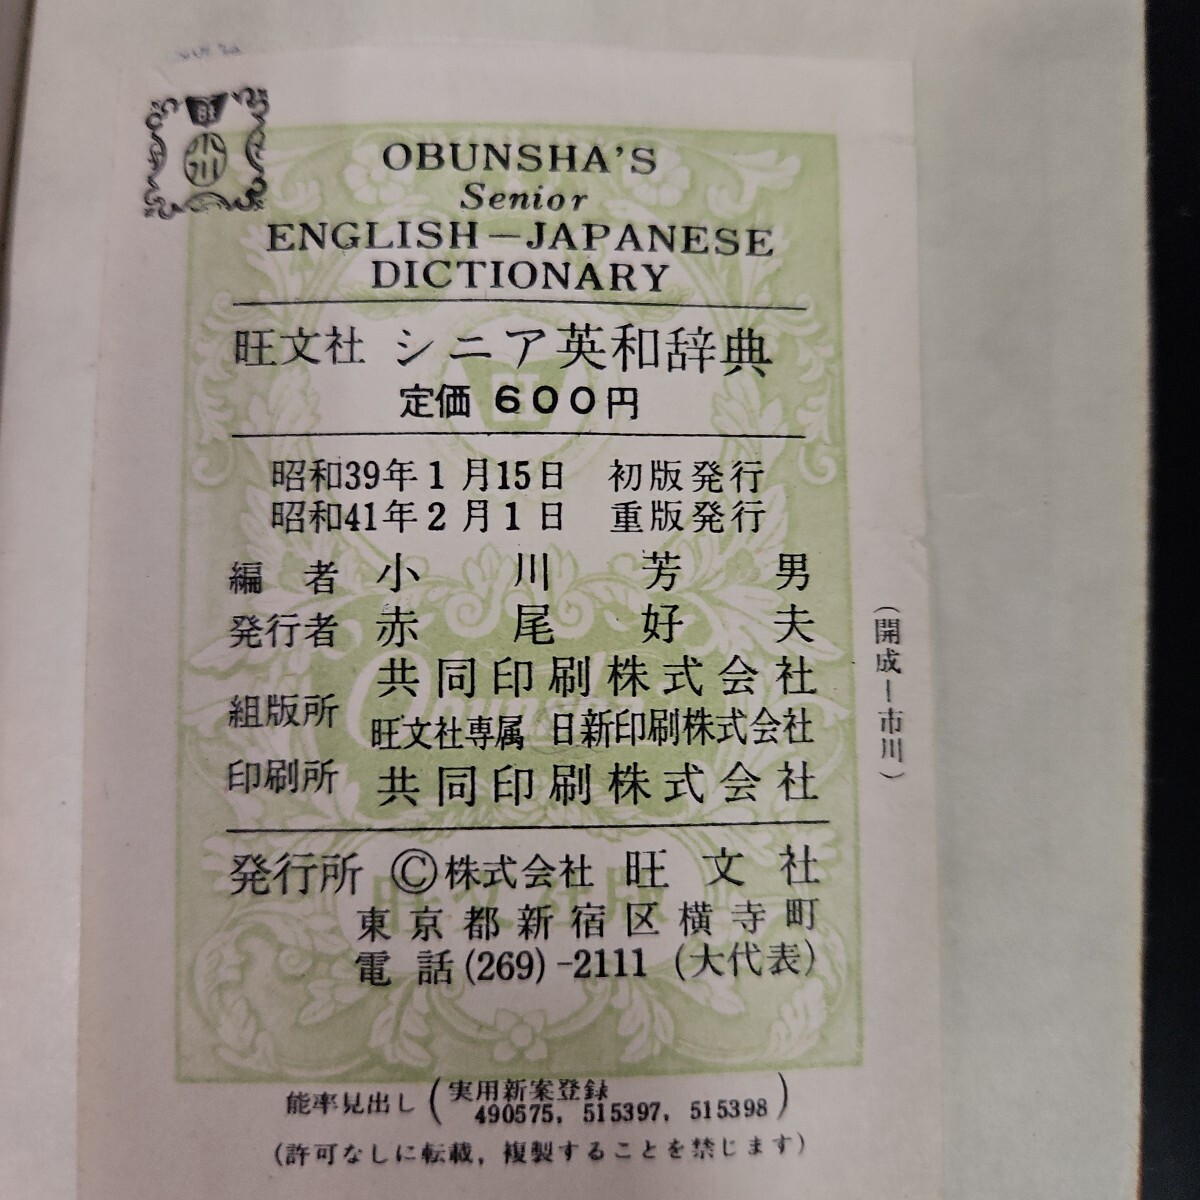 旺
小川
OBUNSHA'S
Senior
ENGLISH－JAPANESE
DICTIONARY
旺文社 シニア英和辞典
定価 600円
昭和39年1月15日 初版発行
昭和41年2月1日 重版発行
編者 小川芳男
発行者 赤尾好夫
組版所 共同印刷株式会社
旺文社専属 日新印刷株式会社
印刷所 共同印刷株式会社
発行所 ©株式会社 旺文社
東京都新宿区横寺町
電話(269)-2111 (大代表)
(開成ー市川)
能率見出し(実用新案登録
490575, 515397, 515398)
(許可なしに転載，複製することを禁じます)